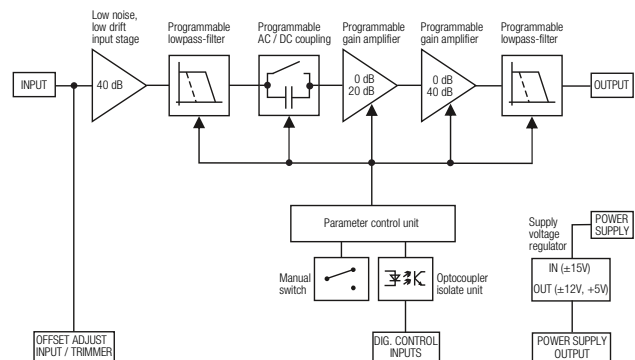 Low noise,
low drift
input stage
Programmable
lowpass-filter
Programmable
AC / DC coupling
Programmable
gain amplifier
Programmable
gain amplifier
Programmable
lowpass-filter
INPUT
40 dB
0 dB
20 dB
0 dB
40 dB
OUTPUT
Parameter control unit
Manual
switch
Optocoupler
isolate unit
Supply
voltage
regulator
POWER
SUPPLY
IN (±15V)
OUT (±12V, +5V)
OFFSET ADJUST
INPUT / TRIMMER
DIG. CONTROL
INPUTS
POWER SUPPLY
OUTPUT